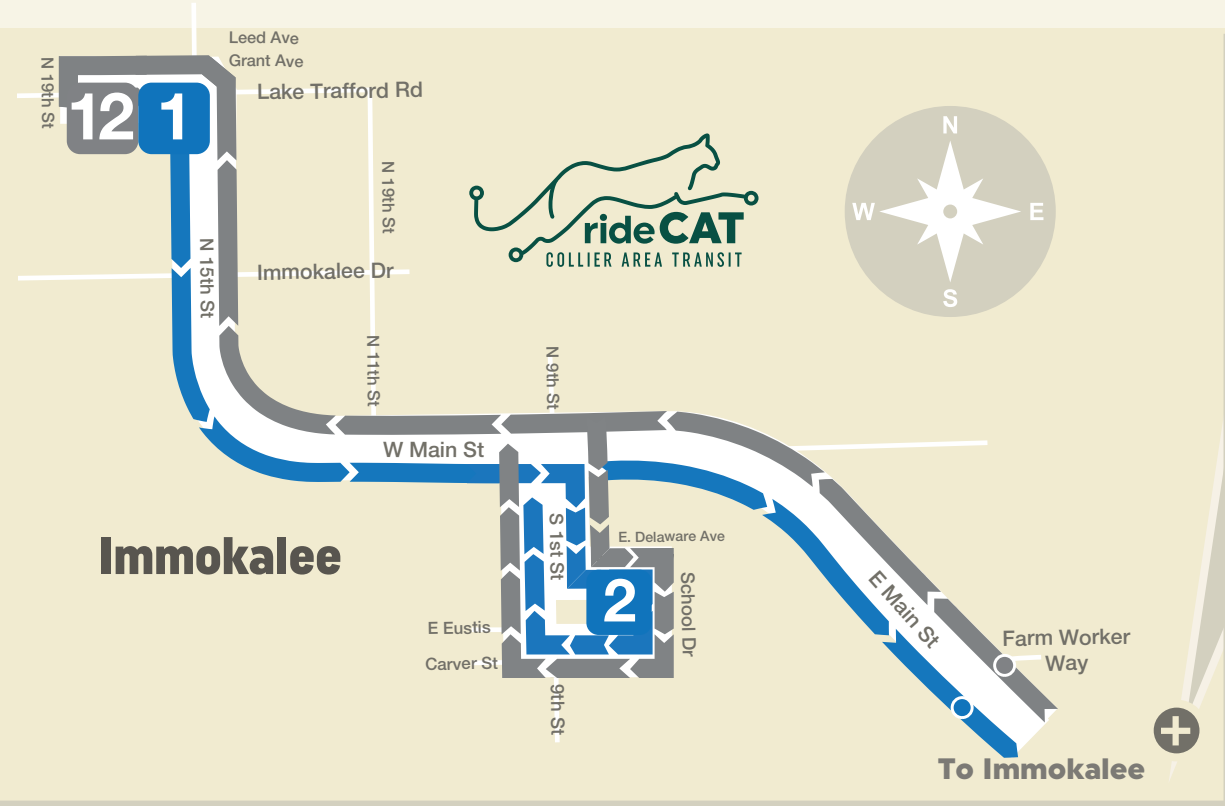 Leed Ave
Grant Ave
N 19th St
Lake Trafford Rd
12
1
N
W
E
S
N 19th St
rideCAT
COLLIER AREA TRANSIT
N 15th St
Immokalee Dr
N 11th St
N 9th St
W Main St
Immokalee
S 1st St
E. Delaware Ave
2
School Dr
E Main St
E Eustis
Carver St
9th St
Farm Worker
Way
To Immokalee